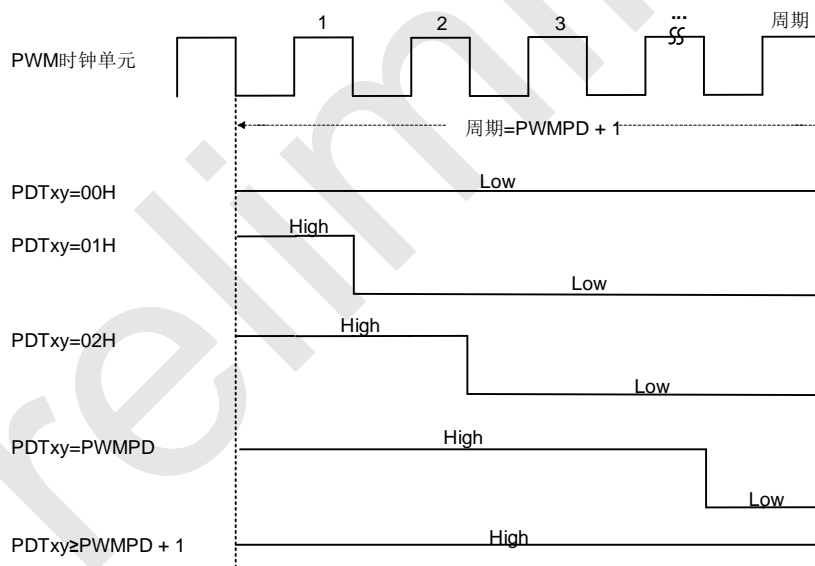 1 2 3 ... 周期
PWM时钟单元
周期=PWMPD + 1
PDTxy=00H Low
PDTxy=01H High Low
PDTxy=02H High Low
PDTxy=PWMPD High Low
PDTxy≥PWMPD + 1 High
relimi